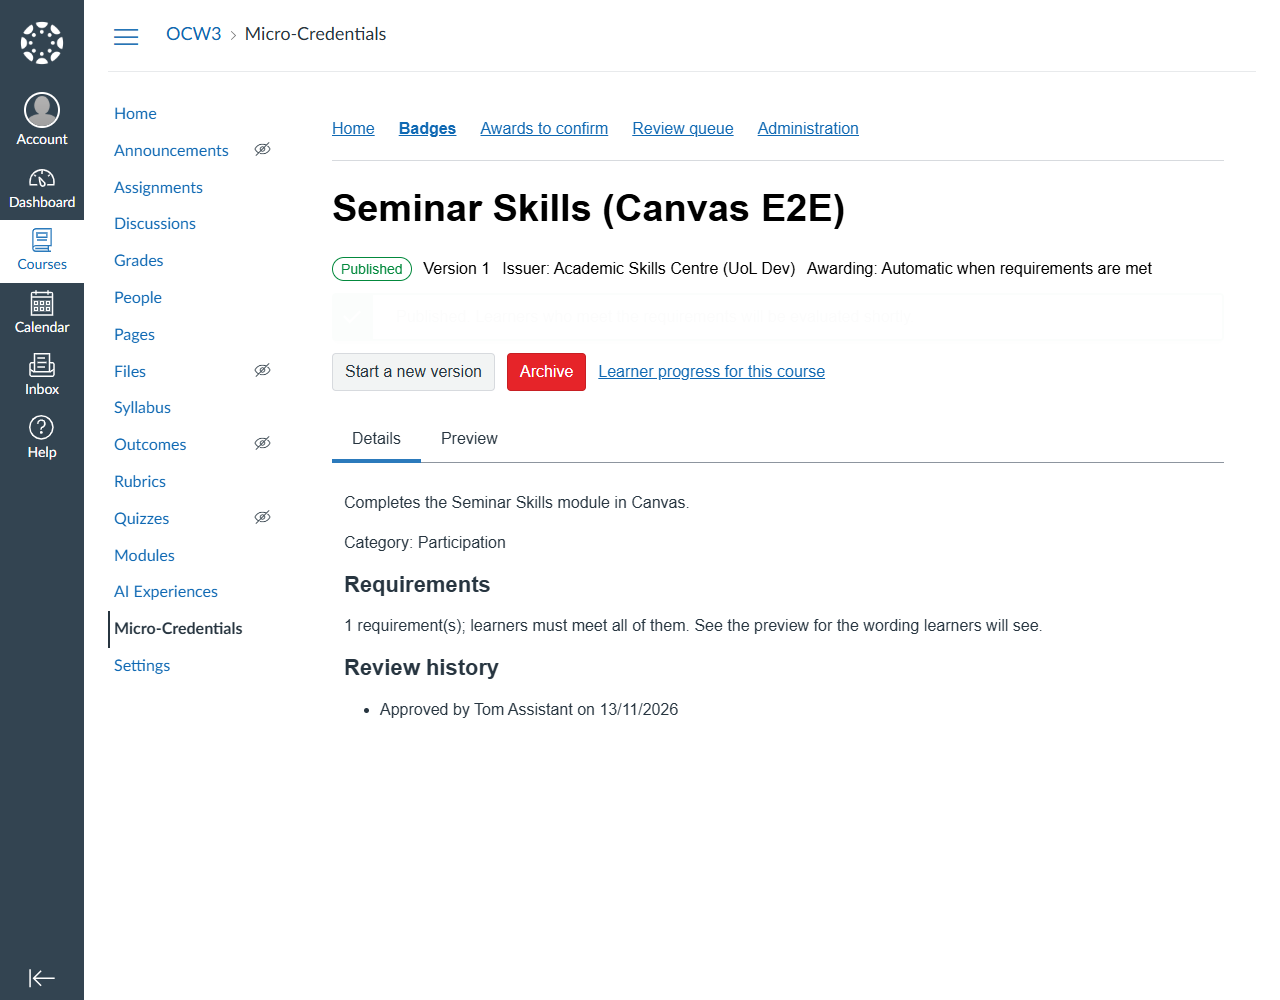 OCW3 > Micro-Credentials
Account
Dashboard
Courses
Calendar
Inbox
Help
Home
Announcements
Assignments
Discussions
Grades
People
Pages
Files
Syllabus
Outcomes
Rubrics
Quizzes
Modules
AI Experiences
Micro-Credentials
Settings
Home Badges Awards to confirm Review queue Administration
Seminar Skills (Canvas E2E)
Published Version 1 Issuer: Academic Skills Centre (UoL Dev) Awarding: Automatic when requirements are met
Start a new version Archive Learner progress for this course
Details Preview
Completes the Seminar Skills module in Canvas.
Category: Participation
Requirements
1 requirement(s); learners must meet all of them. See the preview for the wording learners will see.
Review history
• Approved by Tom Assistant on 13/11/2026